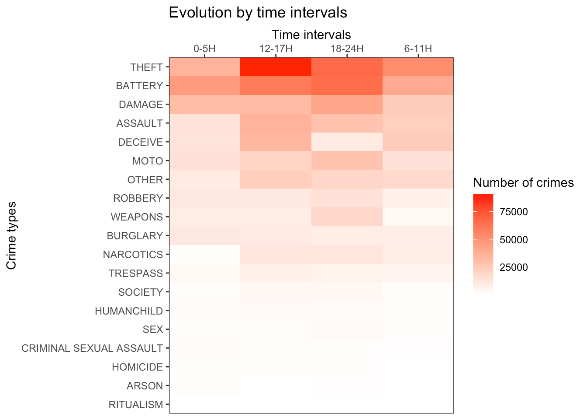 Evolution by time intervals
Time intervals
0-5H 12-17H 18-24H 6-11H
THEFT
BATTERY
DAMAGE
ASSAULT
DECEIVE
MOTO
OTHER
ROBBERY
WEAPONS
BURGLARY
NARCOTICS
TRESPASS
SOCIETY
HUMANCHILD
SEX
CRIMINAL SEXUAL ASSAULT
HOMICIDE
ARSON
RITUALISM
Crime types
Number of crimes
75000
50000
25000